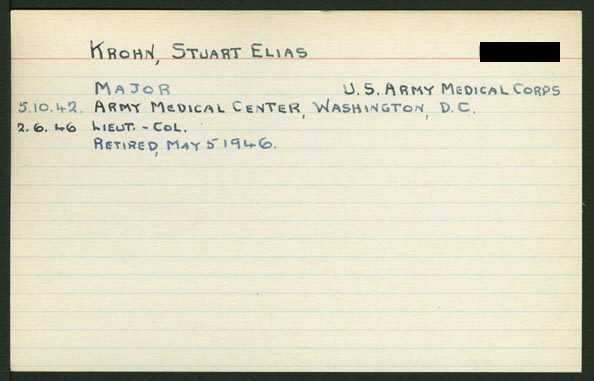 KROHN, STUART ELIAS
MAJOR U.S. ARMY MEDICAL CORPS
5.10.42. ARMY MEDICAL CENTER, WASHINGTON, D.C.
2.6.46 LIEUT. - COL.
RETIRED, MAY 5 1946.